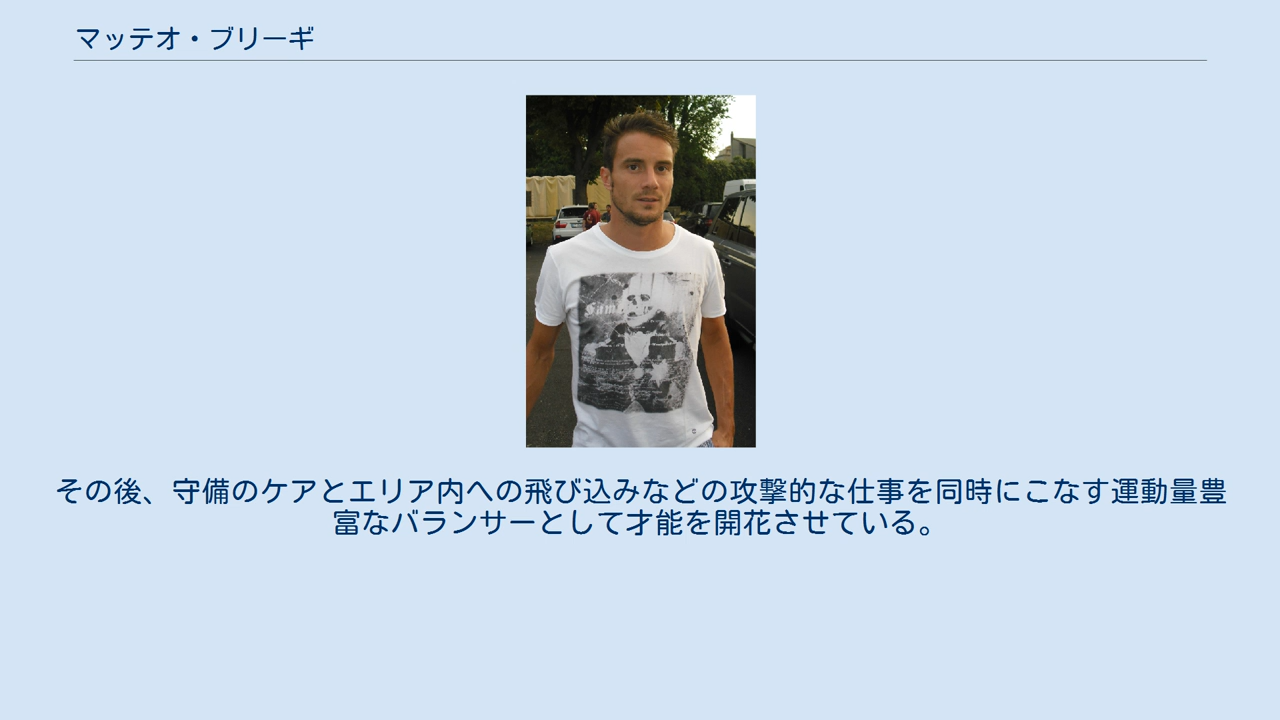 マッテオ・ブリーギ
その後、守備のケアとエリア内への飛び込みなどの攻撃的な仕事を同時にこなす運動量豊
富なバランサーとして才能を開花させている。